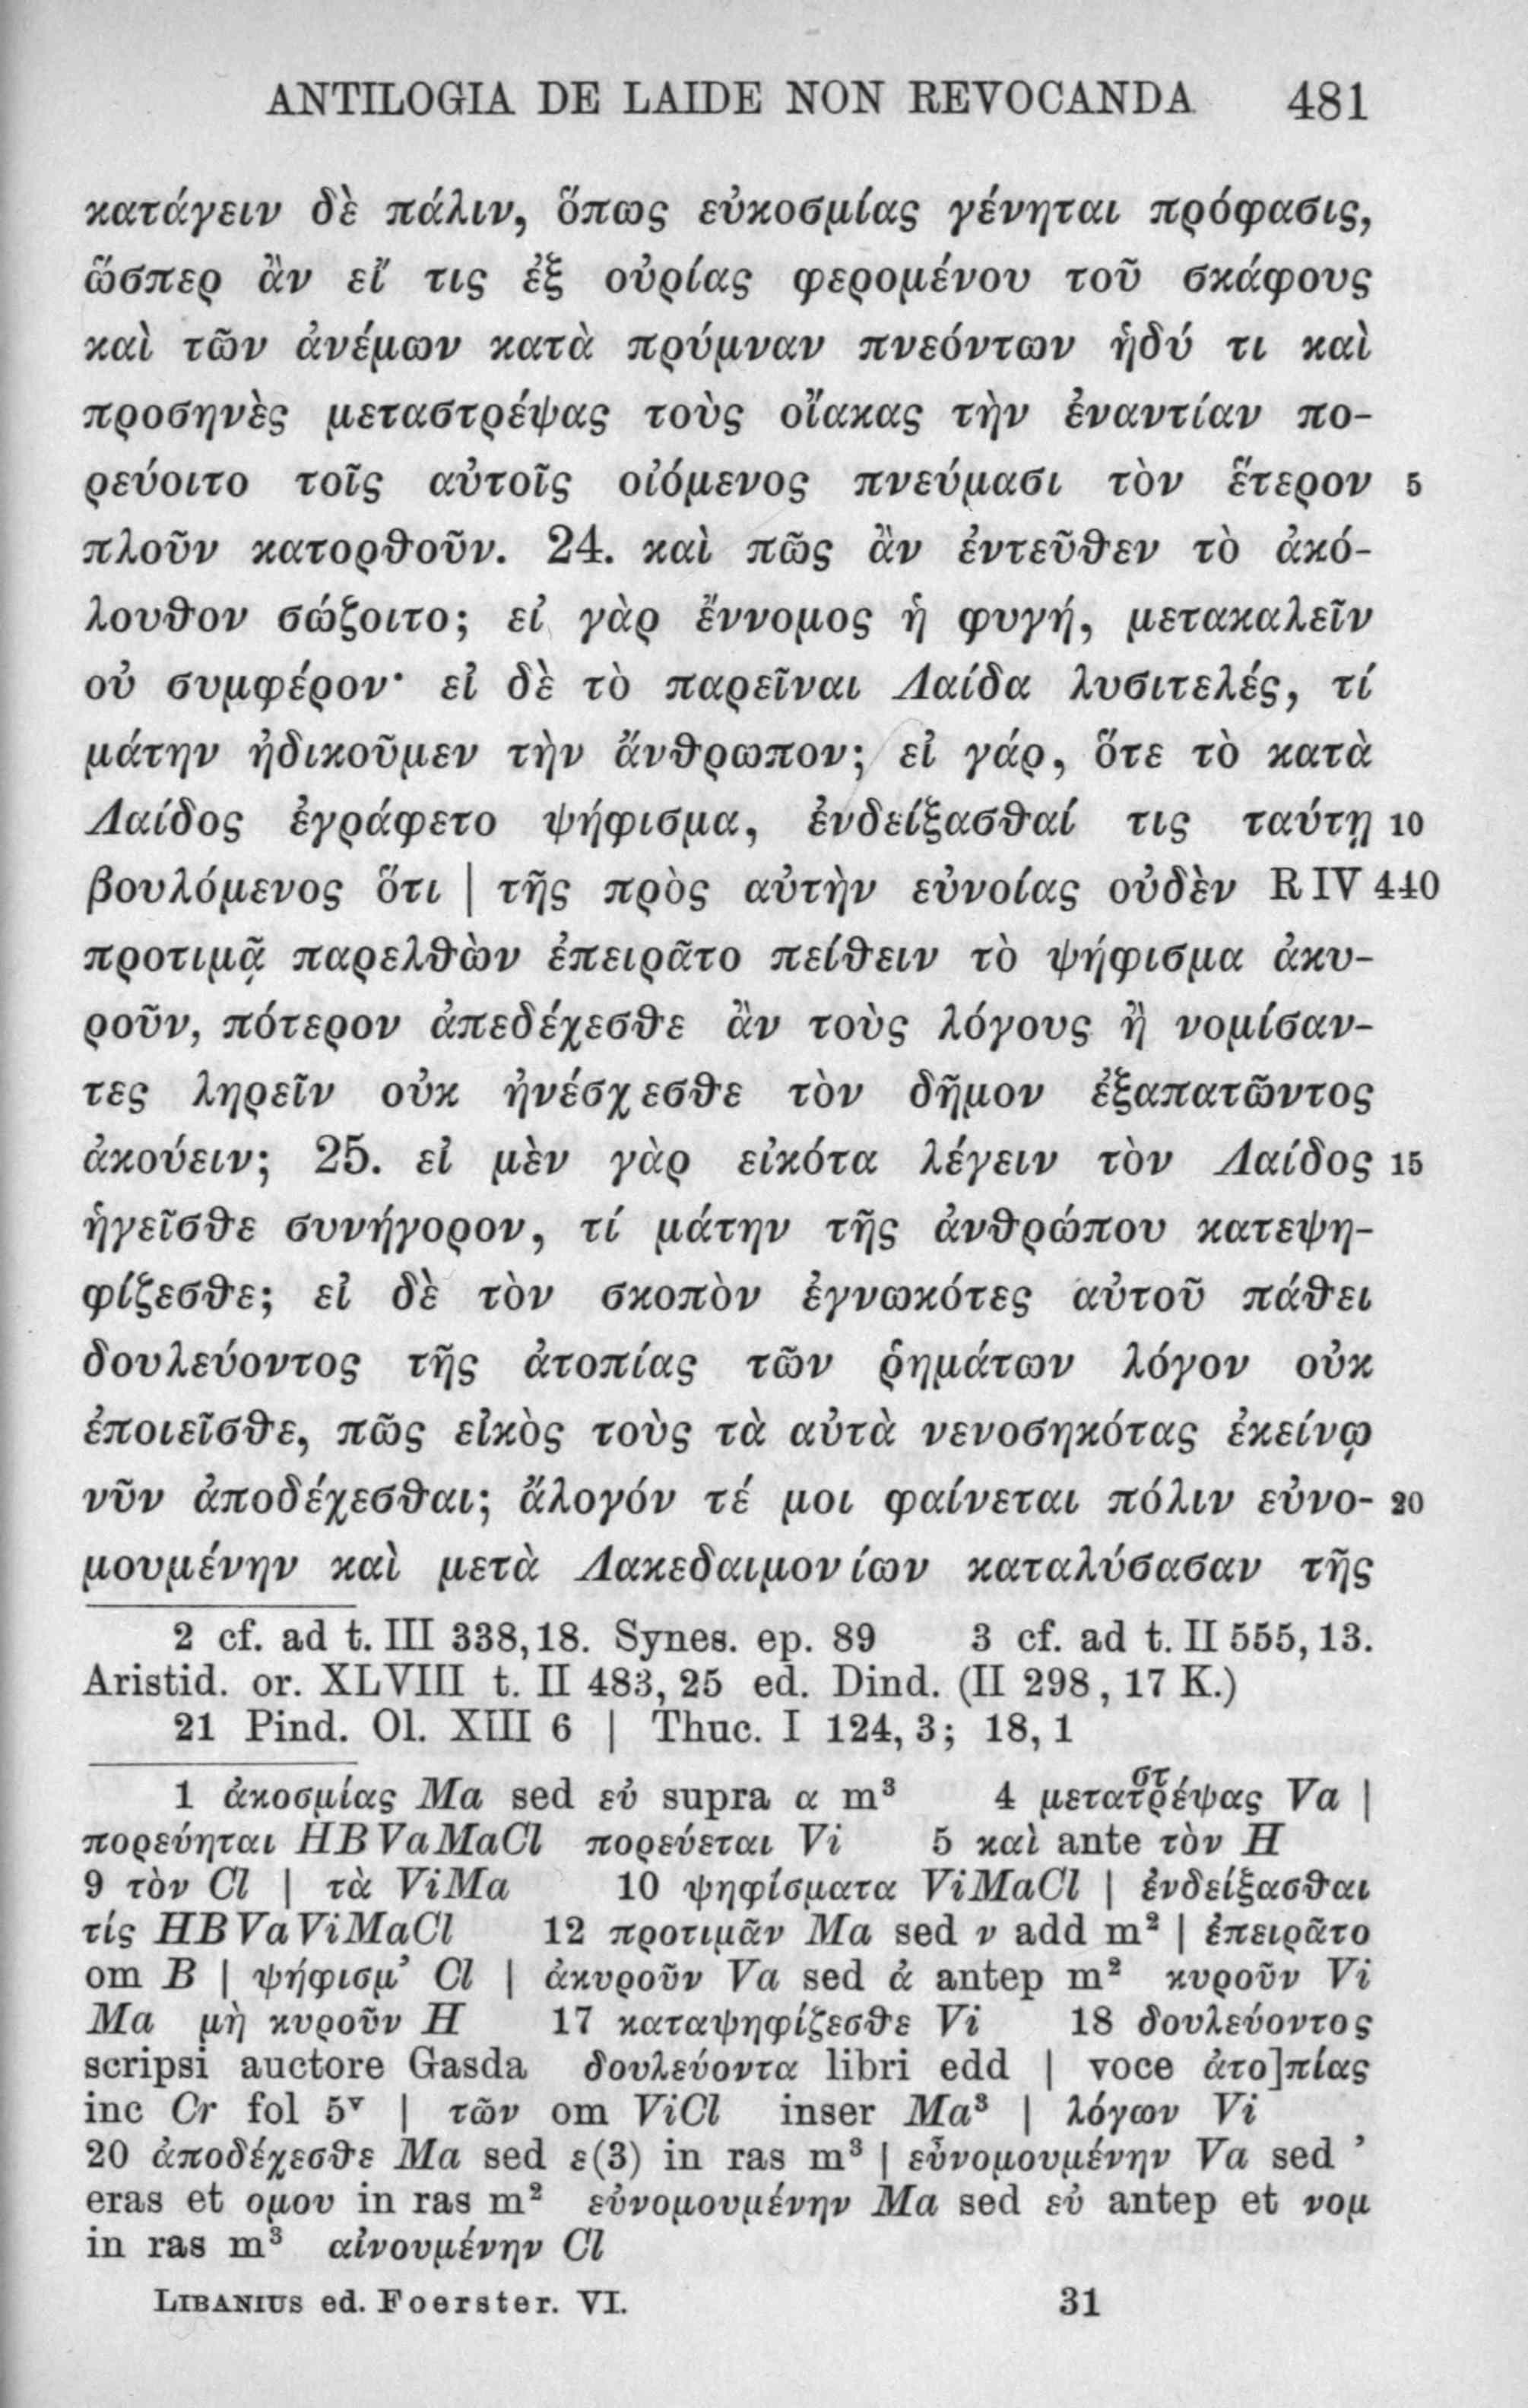 ANTILOGIA DE LAIDE NON REVOCANDA 481
κατάγειν δὲ πάλιν, ὅπως εὐκοσμίας γένηται πρόφασις,
ὥσπερ ἂν εἴ τις ἐξ οὐρίας φερομένου τοῦ σκάφους
καὶ τῶν ἀνέμων κατὰ πρύμναν πνεόντων ἡδύ τι καὶ
προσηνὲς μεταστρέψας τοὺς οἴακας τὴν ἐναντίαν πο-
ρεύοιτο τοῖς αὐτοῖς οἰόμενος πνεύμασι τὸν ἕτερον 5
πλοῦν κατορθοῦν. 24. καὶ πῶς ἂν ἐντεῦθεν τὸ ἀκό-
λουθον σώζοιτο; εἰ γὰρ ἔννομος ἡ φυγή, μετακαλεῖν
οὐ συμφέρον· εἰ δὲ τὸ παρεῖναι Λαίδα λυσιτελές, τί
μάτην ἠδικοῦμεν τὴν ἄνθρωπον; εἰ γάρ, ὅτε τὸ κατὰ
Λαίδος ἐγράφετο ψήφισμα, ἐνδείξασθαί τις ταύτῃ 10
βουλόμενος ὅτι | τῆς πρὸς αὐτὴν εὐνοίας οὐδὲν R IV 440
προτιμᾷ παρελθὼν ἐπειρᾶτο πείθειν τὸ ψήφισμα ἀκυ-
ροῦν, πότερον ἀπεδέχεσθε ἂν τοὺς λόγους ἢ νομίσαν-
τες ληρεῖν οὐκ ἠνέσχεσθε τὸν δῆμον ἐξαπατῶντος
ἀκούειν; 25. εἰ μὲν γὰρ εἰκότα λέγειν τὸν Λαίδος 15
ἡγεῖσθε συνήγορον, τί μάτην τῆς ἀνθρώπου κατεψη-
φίζεσθε; εἰ δὲ τὸν σκοπὸν ἐγνωκότες αὐτοῦ πάθει
δουλεύοντος τῆς ἀτοπίας τῶν ῥημάτων λόγον οὐκ
ἐποιεῖσθε, πῶς εἰκὸς τοὺς τὰ αὐτὰ νενοσηκότας ἐκείνῳ
νῦν ἀποδέχεσθαι; ἄλογόν τέ μοι φαίνεται πόλιν εὐνο- 20
μουμένην καὶ μετὰ Λακεδαιμονίων καταλύσασαν τῆς
2 cf. ad t. III 338,18. Synes. ep. 89 3 cf. ad t. II 555, 13.
Aristid. or. XLVIII t. II 483, 25 ed. Dind. (II 298, 17 K.)
21 Pind. Ol. XIII 6 | Thuc. I 124, 3; 18, 1
1 ἀκοσμίας Ma sed εὐ supra α m³ 4 μετατρέψας στ Va |
πορεύηται HBVaMaCl πορεύεται Vi 5 καὶ ante τὸν H
9 τὸν Cl | τὰ ViMa 10 ψηφίσματα ViMaCl | ἐνδείξασθαι
τίς HBVaViMaCl 12 προτιμᾶν Ma sed ν add m² | ἐπειρᾶτο
om B | ψήφισμ’ Cl | ἀκυροῦν Va sed ἀ antep m² κυροῦν Vi
Ma μὴ κυροῦν H 17 καταψηφίζεσθε Vi 18 δουλεύοντος
scripsi auctore Gasda δουλεύοντα libri edd | voce ἀτο]πίας
inc Cr fol 5ᵛ | τῶν om ViCl inser Ma³ | λόγων Vi
20 ἀποδέχεσθε Ma sed ε(3) in ras m³ | εὖνομουμένην Va sed ’
eras et ομου in ras m² εὐνομουμένην Ma sed εὐ antep et νομ
in ras m³ αἰνουμένην Cl
LIBANIUS ed. Foerster. VI. 31